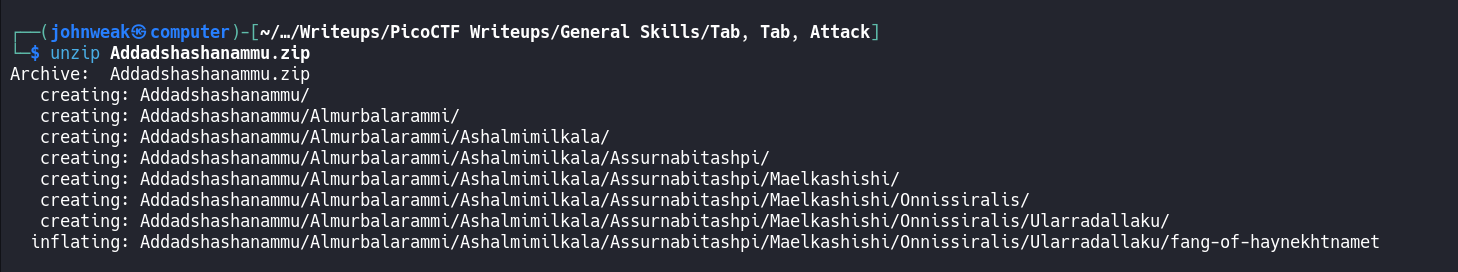 ┌──(johnweak㉿computer)-[~/…/Writeups/PicoCTF Writeups/General Skills/Tab, Tab, Attack]
└─$ unzip Addadshashanammu.zip
Archive:  Addadshashanammu.zip
   creating: Addadshashanammu/
   creating: Addadshashanammu/Almurbalarammi/
   creating: Addadshashanammu/Almurbalarammi/Ashalmimilkala/
   creating: Addadshashanammu/Almurbalarammi/Ashalmimilkala/Assurnabitashpi/
   creating: Addadshashanammu/Almurbalarammi/Ashalmimilkala/Assurnabitashpi/Maelkashishi/
   creating: Addadshashanammu/Almurbalarammi/Ashalmimilkala/Assurnabitashpi/Maelkashishi/Onnissiralis/
   creating: Addadshashanammu/Almurbalarammi/Ashalmimilkala/Assurnabitashpi/Maelkashishi/Onnissiralis/Ularradallaku/
  inflating: Addadshashanammu/Almurbalarammi/Ashalmimilkala/Assurnabitashpi/Maelkashishi/Onnissiralis/Ularradallaku/fang-of-haynekhtnamet